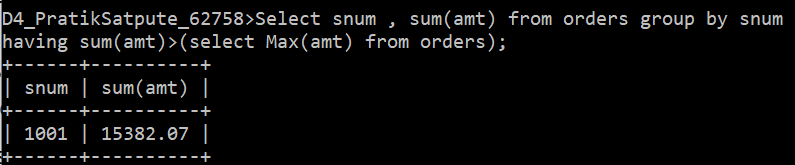 D4_PratikSatpute_62758>Select snum , sum(amt) from orders group by snum
having sum(amt)>(select Max(amt) from orders);
+------+----------+
| snum | sum(amt) |
+------+----------+
| 1001 | 15382.07 |
+------+----------+